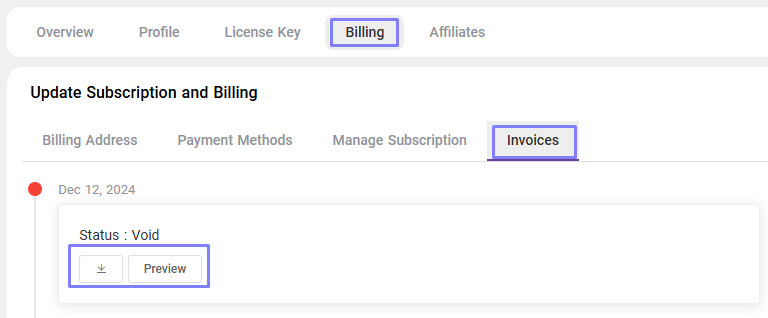 Overview Profile License Key Billing Affiliates
Update Subscription and Billing
Billing Address Payment Methods Manage Subscription Invoices
Dec 12, 2024
Status : Void
Preview